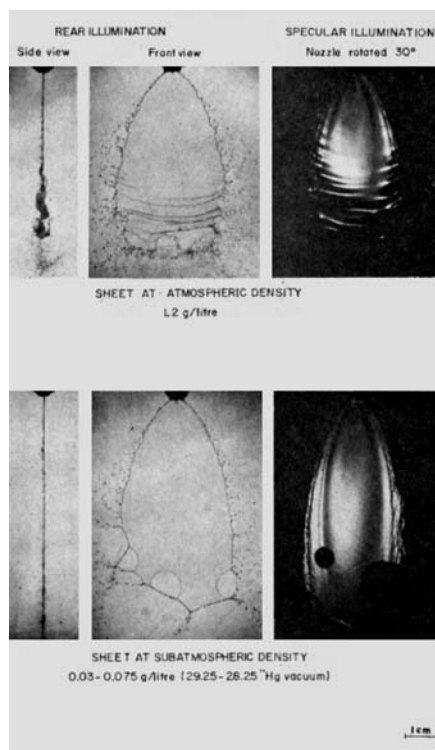 REAR ILLUMINATION
SPECULAR ILLUMINATION
Side view
Front view
Nozzle rotated 30°
SHEET AT · ATMOSPHERIC DENSITY
1.2 g/litre
SHEET AT SUBATMOSPHERIC DENSITY
0.03 - 0.075 g/litre (29.25 - 28.25 "Hg vacuum)
1cm